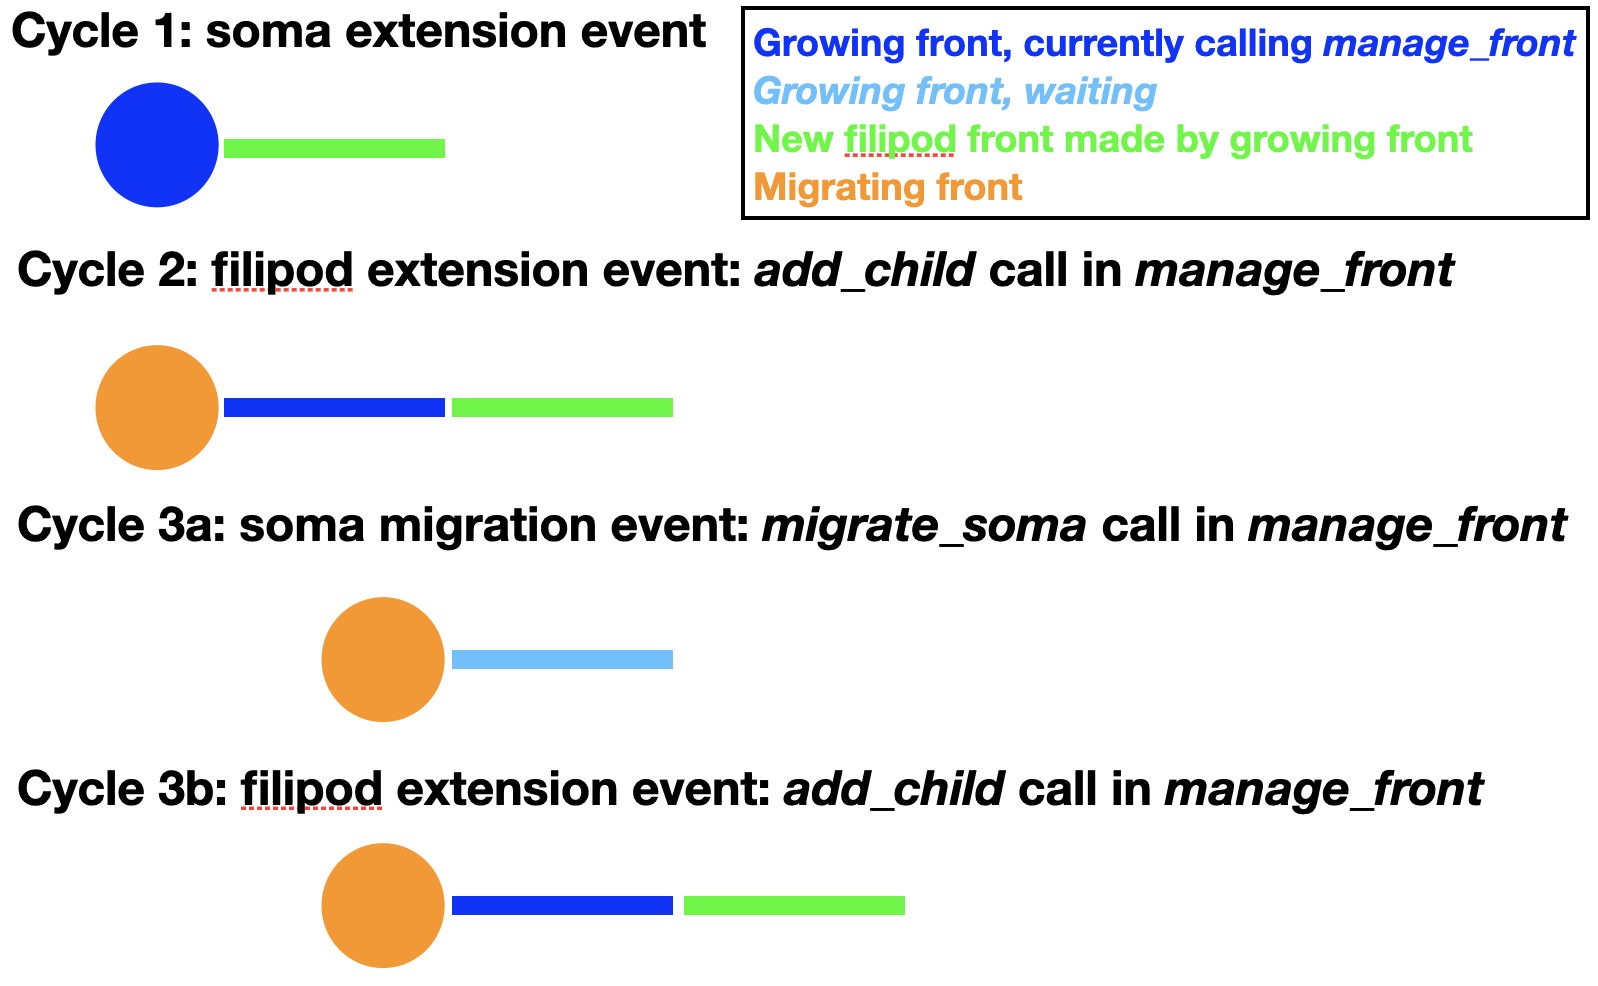 Cycle 1: soma extension event
Growing front, currently calling manage_front
Growing front, waiting
New filipod front made by growing front
Migrating front
Cycle 2: filipod extension event: add_child call in manage_front
Cycle 3a: soma migration event: migrate_soma call in manage_front
Cycle 3b: filipod extension event: add_child call in manage_front